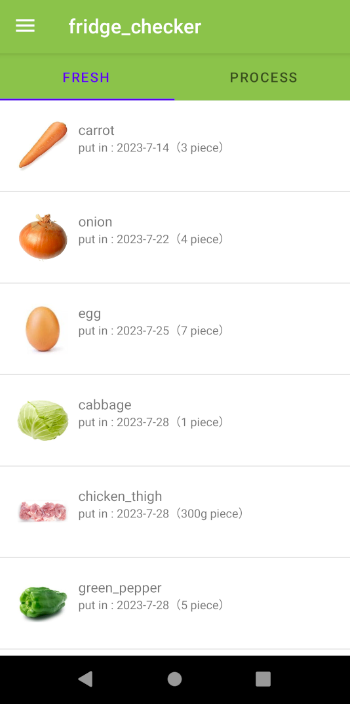 fridge_checker
FRESH PROCESS
carrot
put in : 2023-7-14（3 piece）
onion
put in : 2023-7-22（4 piece）
egg
put in : 2023-7-25（7 piece）
cabbage
put in : 2023-7-28（1 piece）
chicken_thigh
put in : 2023-7-28（300g piece）
green_pepper
put in : 2023-7-28（5 piece）